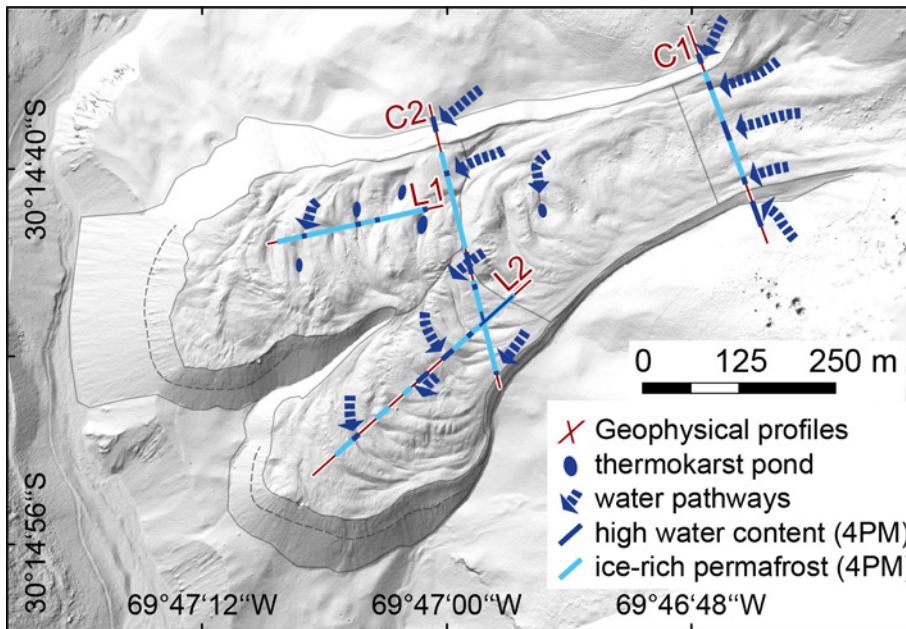 C1
C2
30°14‘40“S
L1
L2
0 125 250 m
Geophysical profiles
thermokarst pond
water pathways
high water content (4PM)
ice-rich permafrost (4PM)
30°14‘56“S
69°47‘12“W 69°47‘00“W 69°46‘48“W